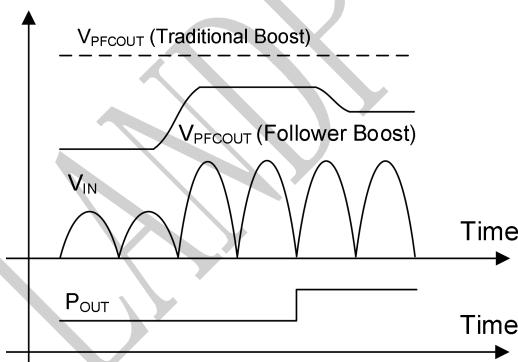 VPFCOUT (Traditional Boost)
VPFCOUT (Follower Boost)
VIN
Time
POUT
Time